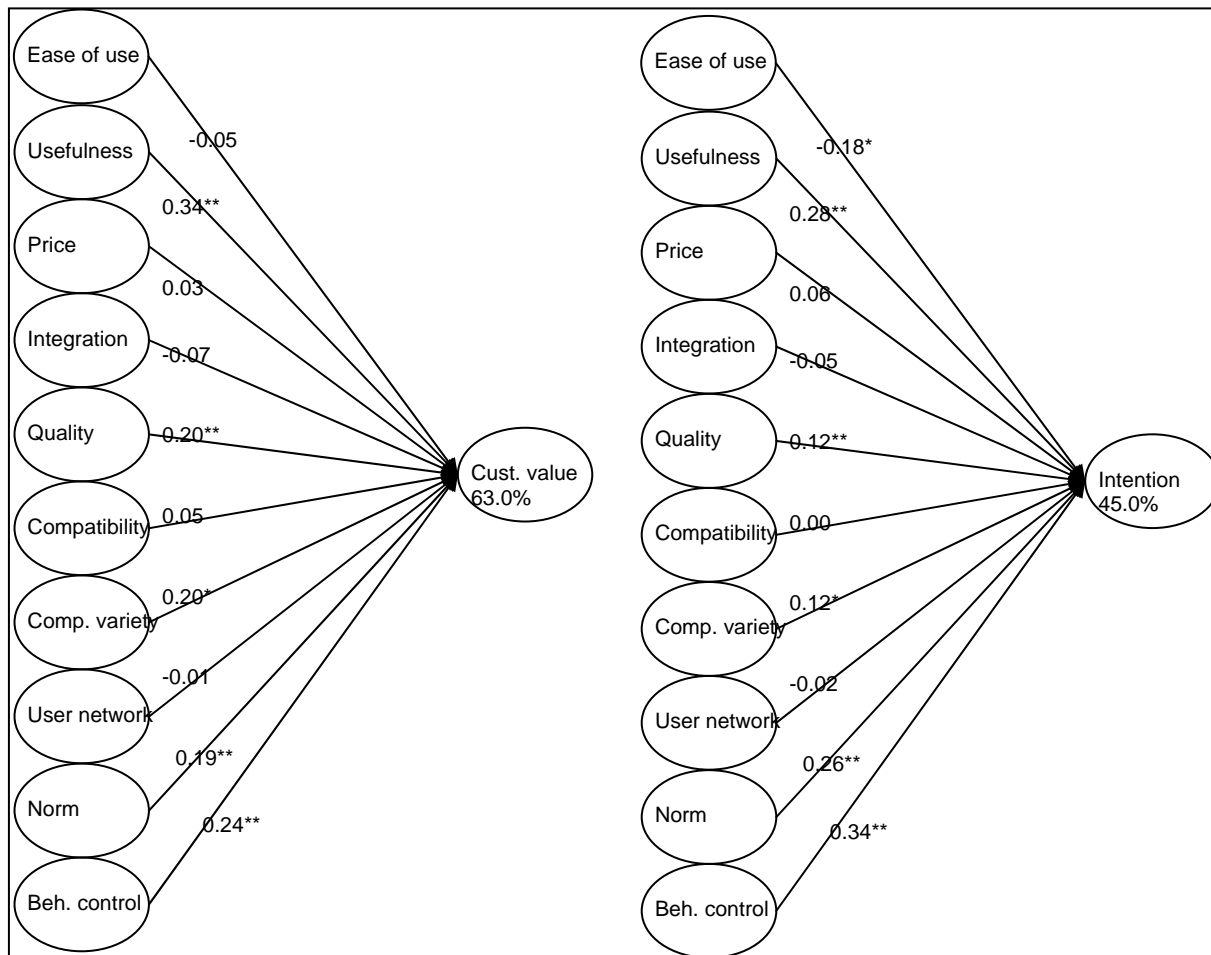 Ease of use
-0.05
Usefulness
0.34**
Price
0.03
Integration
-0.07
Quality
0.20**
Compatibility
0.05
Comp. variety
0.20*
User network
-0.01
Norm
0.19**
Beh. control
0.24**
Cust. value
63.0%
Ease of use
-0.18*
Usefulness
0.28**
Price
0.06
Integration
-0.05
Quality
0.12**
Compatibility
0.00
Comp. variety
0.12*
User network
-0.02
Norm
0.26**
Beh. control
0.34**
Intention
45.0%